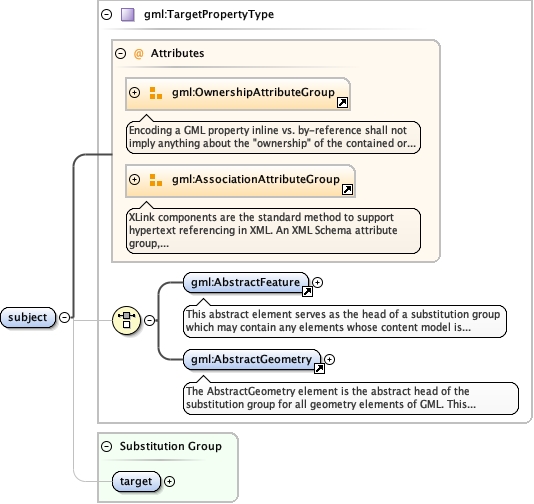 gml:TargetPropertyType
@ Attributes
gml:OwnershipAttributeGroup
Encoding a GML property inline vs. by-reference shall not
imply anything about the "ownership" of the contained or...
gml:AssociationAttributeGroup
XLink components are the standard method to support
hypertext referencing in XML. An XML Schema attribute
group,...
subject
gml:AbstractFeature
This abstract element serves as the head of a substitution group
which may contain any elements whose content model is...
gml:AbstractGeometry
The AbstractGeometry element is the abstract head of the
substitution group for all geometry elements of GML. This...
Substitution Group
target